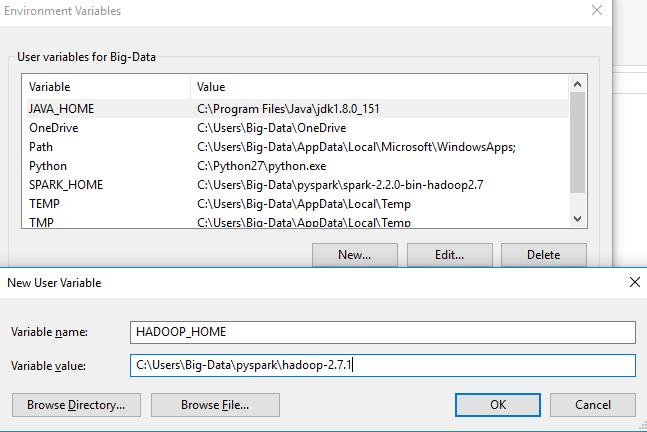 Environment Variables
User variables for Big-Data
Variable Value
JAVA_HOME C:\Program Files\Java\jdk1.8.0_151
OneDrive C:\Users\Big-Data\OneDrive
Path C:\Users\Big-Data\AppData\Local\Microsoft\WindowsApps;
Python C:\Python27\python.exe
SPARK_HOME C:\Users\Big-Data\pyspark\spark-2.2.0-bin-hadoop2.7
TEMP C:\Users\Big-Data\AppData\Local\Temp
TMP C:\Users\Big-Data\AppData\Local\Temp
New... Edit... Delete
New User Variable
Variable name: HADOOP_HOME
Variable value: C:\Users\Big-Data\pyspark\hadoop-2.7.1
Browse Directory... Browse File... OK Cancel